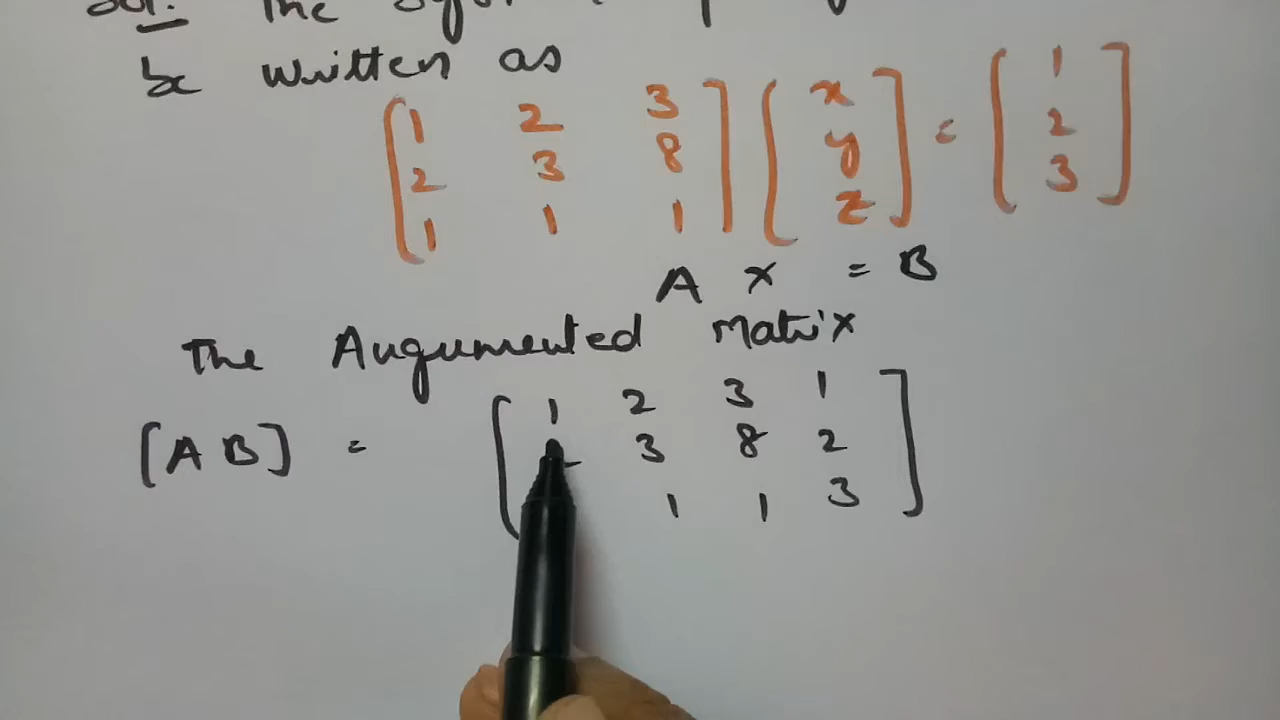 The
be written as
[1 2 3] [x] = [1]
[2 3 8] [y] [2]
[1 1 1] [z] [3]
A X = B
The Augumented Matrix
[A B] = [1 2 3 1]
3 8 2
1 1 3